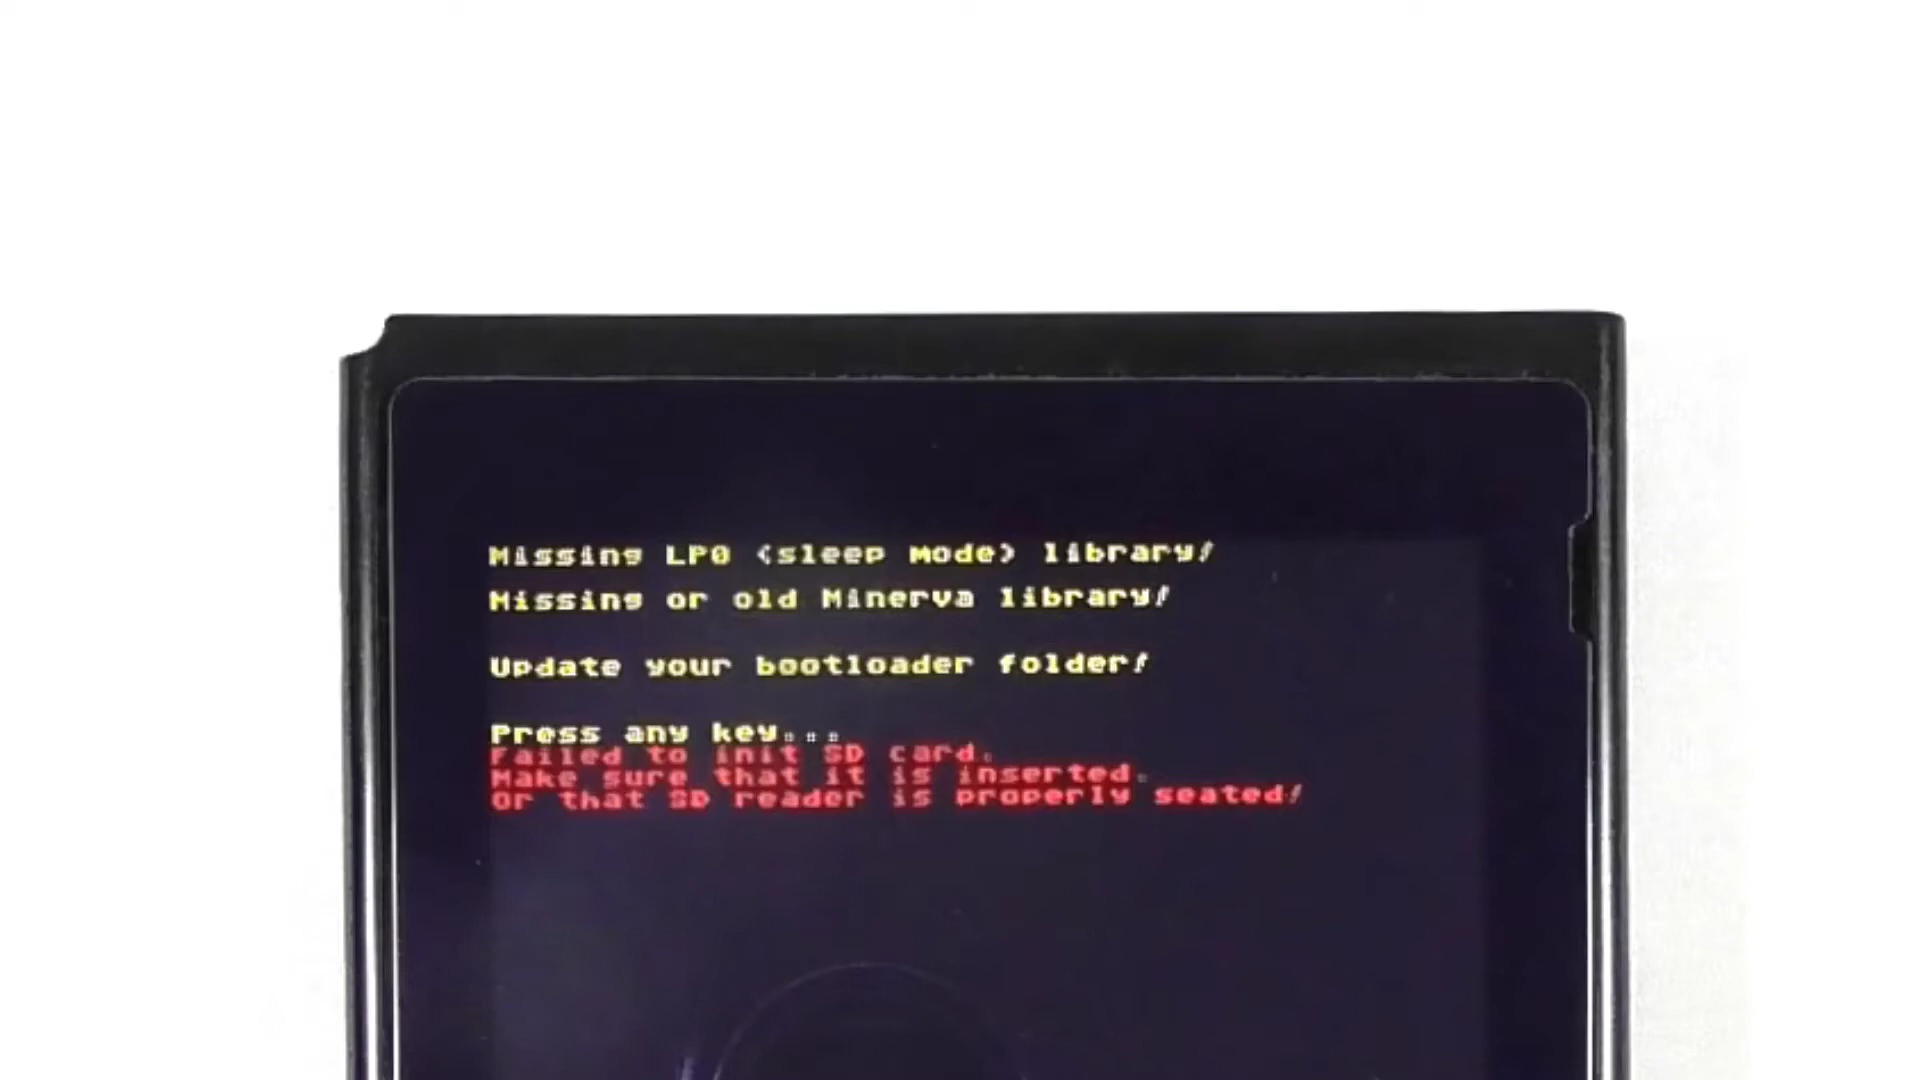 Missing LP0 (sleep mode) library!
Missing or old Minerva library!
Update your bootloader folder!
Press any key...
Failed to init SD card.
Make sure that it is inserted.
Or that SD reader is properly seated!